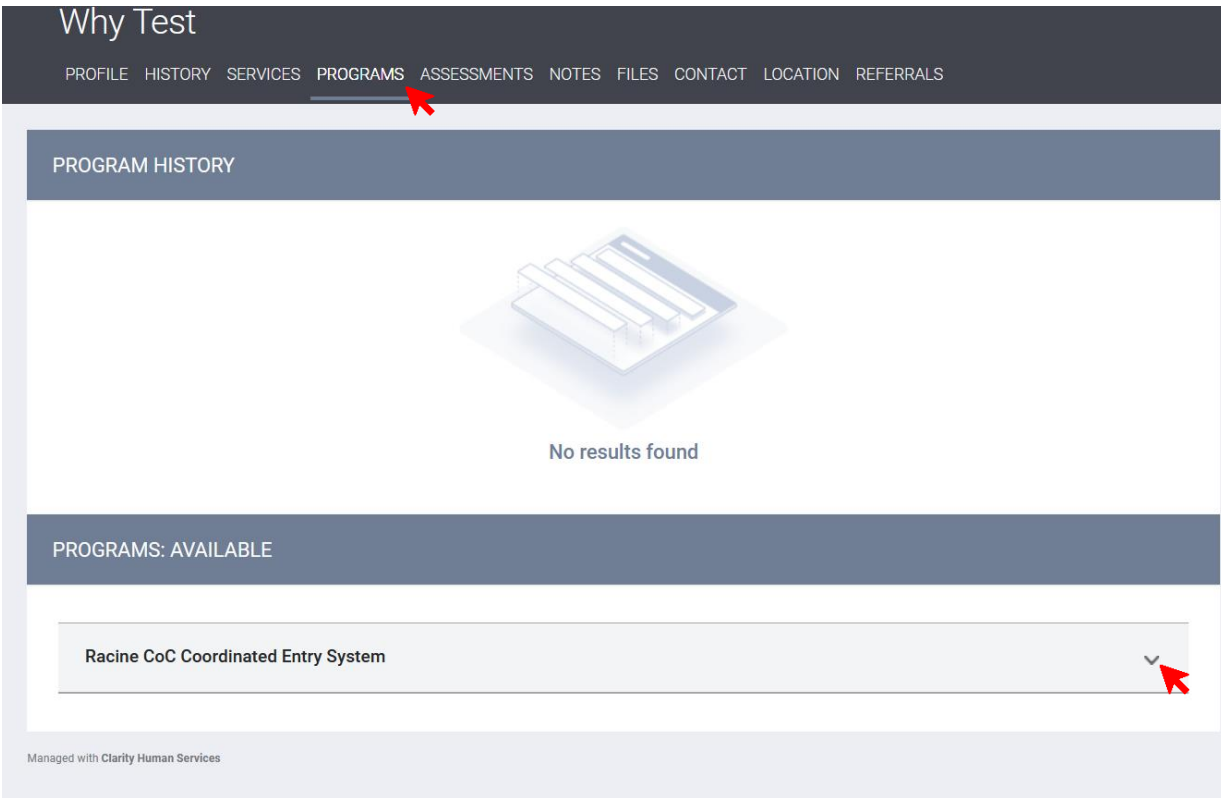 Why Test
PROFILE HISTORY SERVICES PROGRAMS ASSESSMENTS NOTES FILES CONTACT LOCATION REFERRALS
PROGRAM HISTORY
No results found
PROGRAMS: AVAILABLE
Racine CoC Coordinated Entry System
Managed with Clarity Human Services